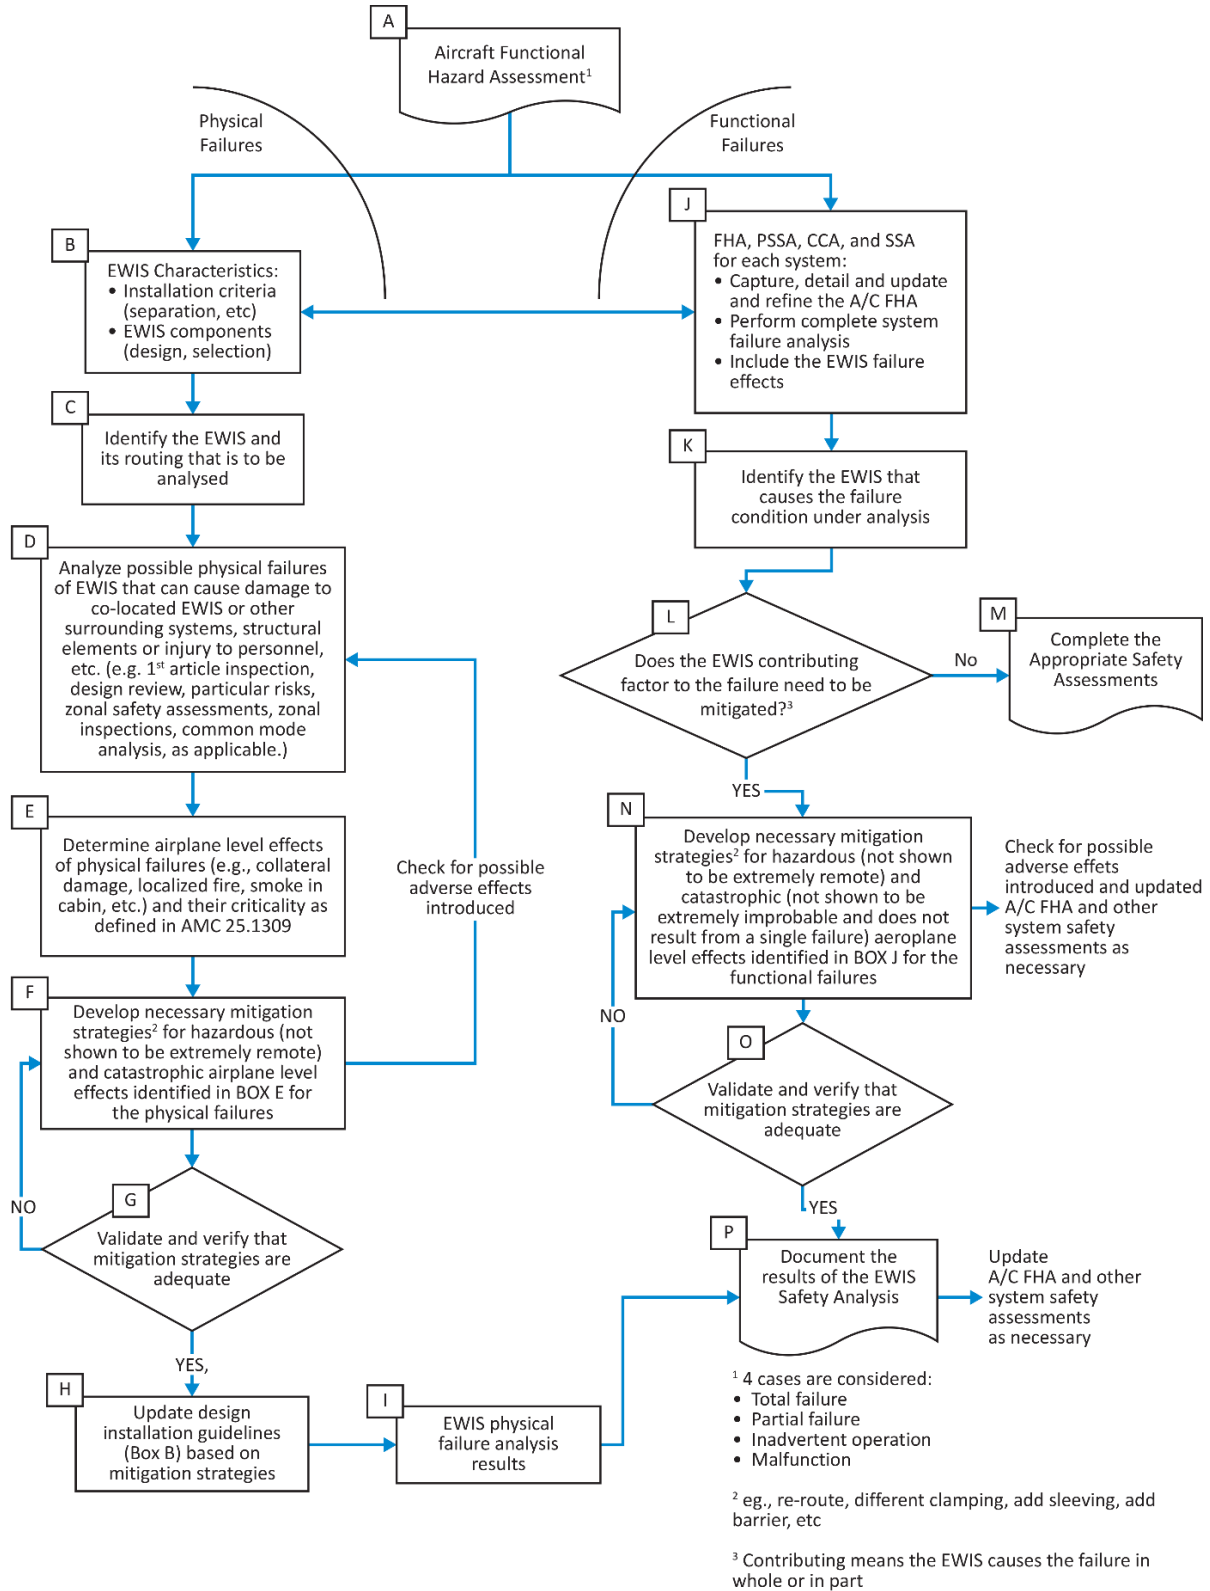 A
Aircraft Functional
Hazard Assessment¹
Physical
Failures
Functional
Failures
B
EWIS Characteristics:
• Installation criteria
(separation, etc)
• EWIS components
(design, selection)
J
FHA, PSSA, CCA, and SSA
for each system:
• Capture, detail and update
and refine the A/C FHA
• Perform complete system
failure analysis
• Include the EWIS failure
effects
C
Identify the EWIS and
its routing that is to be
analysed
K
Identify the EWIS that
causes the failure
condition under analysis
D
Analyze possible physical failures
of EWIS that can cause damage to
co-located EWIS or other
surrounding systems, structural
elements or injury to personnel,
etc. (e.g. 1st article inspection,
design review, particular risks,
zonal safety assessments, zonal
inspections, common mode
analysis, as applicable.)
L
Does the EWIS contributing
factor to the failure need to be
mitigated?³
No
M
Complete the
Appropriate Safety
Assessments
YES
E
Determine airplane level effects
of physical failures (e.g., collateral
damage, localized fire, smoke in
cabin, etc.) and their criticality as
defined in AMC 25.1309
Check for possible
adverse effects
introduced
N
Develop necessary mitigation
strategies² for hazardous (not shown
to be extremely remote) and
catastrophic (not shown to be
extremely improbable and does not
result from a single failure) aeroplane
level effects identified in BOX J for the
functional failures
Check for possible
adverse effets
introduced and updated
A/C FHA and other
system safety
assessments as
necessary
F
Develop necessary mitigation
strategies² for hazardous (not
shown to be extremely remote)
and catastrophic airplane level
effects identified in BOX E for
the physical failures
NO
O
Validate and verify that
mitigation strategies are
adequate
NO
G
Validate and verify that
mitigation strategies are
adequate
YES
P
Document the
results of the EWIS
Safety Analysis
Update
A/C FHA and other
system safety
assessments
as necessary
YES,
H
Update design
installation guidelines
(Box B) based on
mitigation strategies
I
EWIS physical
failure analysis
results
¹ 4 cases are considered:
• Total failure
• Partial failure
• Inadvertent operation
• Malfunction
² eg., re-route, different clamping, add sleeving, add
barrier, etc
³ Contributing means the EWIS causes the failure in
whole or in part